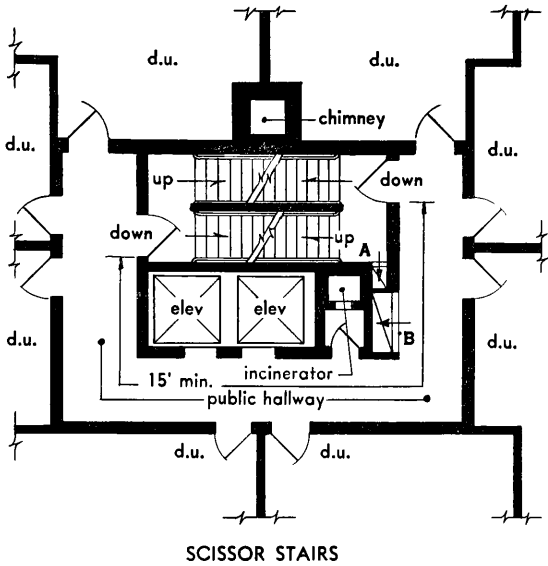 d.u.
d.u.
chimney
d.u.
d.u.
up
down
down
up
A
elev
elev
B
d.u.
d.u.
15' min.
incinerator
public hallway
d.u.
d.u.
SCISSOR STAIRS